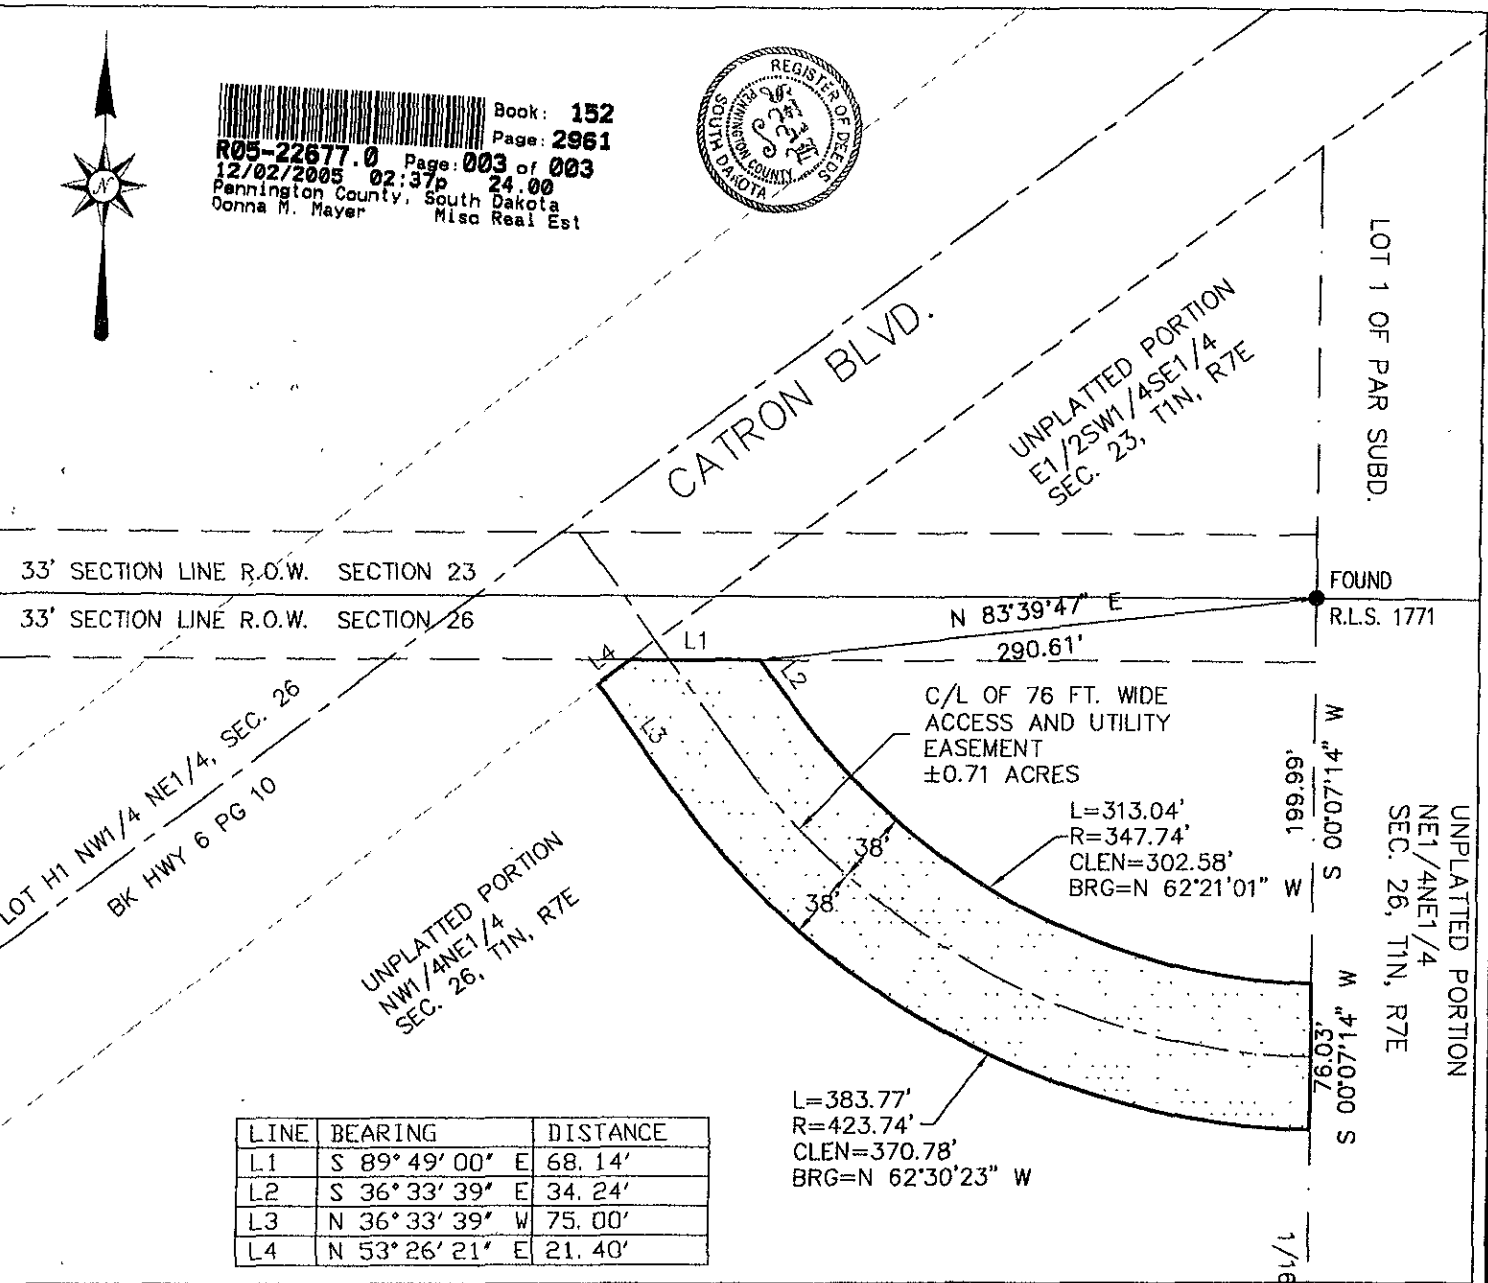 Book: 152
Page: 2961
R05-22677.0 Page: 003 of 003
12/02/2005 02:37p 24.00
Pennington County, South Dakota
Donna M. Mayer Misc Real Est
N
REGISTER OF DEEDS
PENNINGTON COUNTY
SOUTH DAKOTA
SEAL
CATRON BLVD.
UNPLATTED PORTION
E1/2SW1/4SE1/4
SEC. 23, T1N, R7E
LOT 1 OF PAR SUBD.
33' SECTION LINE R.O.W. SECTION 23
33' SECTION LINE R.O.W. SECTION 26
FOUND
R.L.S. 1771
N 83°39'47" E
290.61'
L1
L4
L2
L3
C/L OF 76 FT. WIDE
ACCESS AND UTILITY
EASEMENT
±0.71 ACRES
S 00°07'14" W
199.99'
L=313.04'
R=347.74'
CLEN=302.58'
BRG=N 62°21'01" W
38'
38'
UNPLATTED PORTION
NE1/4NE1/4
SEC. 26, T1N, R7E
LOT H1 NW1/4 NE1/4, SEC. 26
BK HWY 6 PG 10
UNPLATTED PORTION
NW1/4NE1/4
SEC. 26, T1N, R7E
S 00°07'14" W
76.03'
L=383.77'
R=423.74'
CLEN=370.78'
BRG=N 62°30'23" W
LINE BEARING DISTANCE
L1 S 89°49'00" E 68.14'
L2 S 36°33'39" E 34.24'
L3 N 36°33'39" W 75.00'
L4 N 53°26'21" E 21.40'
1/16